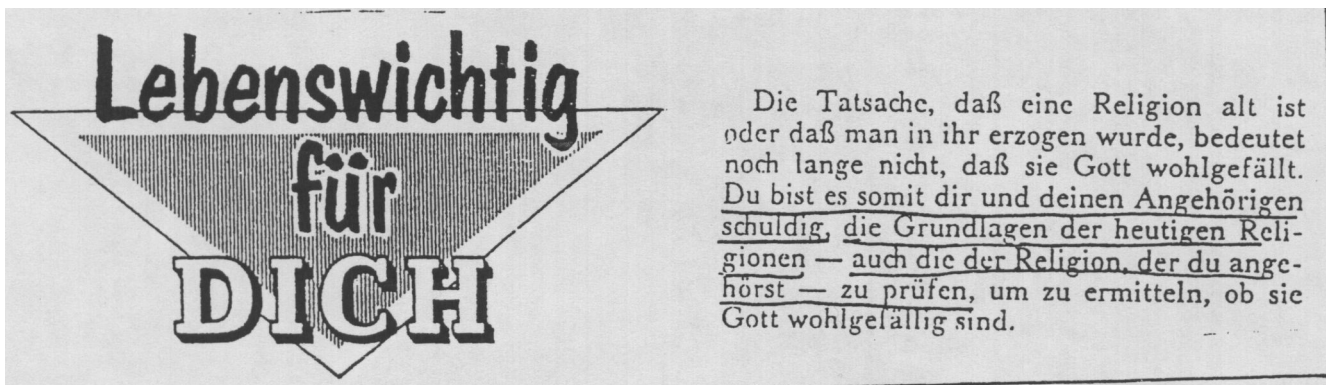 Lebenswichtig
für
DICH
Die Tatsache, daß eine Religion alt ist
oder daß man in ihr erzogen wurde, bedeutet
noch lange nicht, daß sie Gott wohlgefällt.
Du bist es somit dir und deinen Angehörigen
schuldig, die Grundlagen der heutigen Reli-
gionen — auch die der Religion, der du ange-
hörst — zu prüfen, um zu ermitteln, ob sie
Gott wohlgefällig sind.